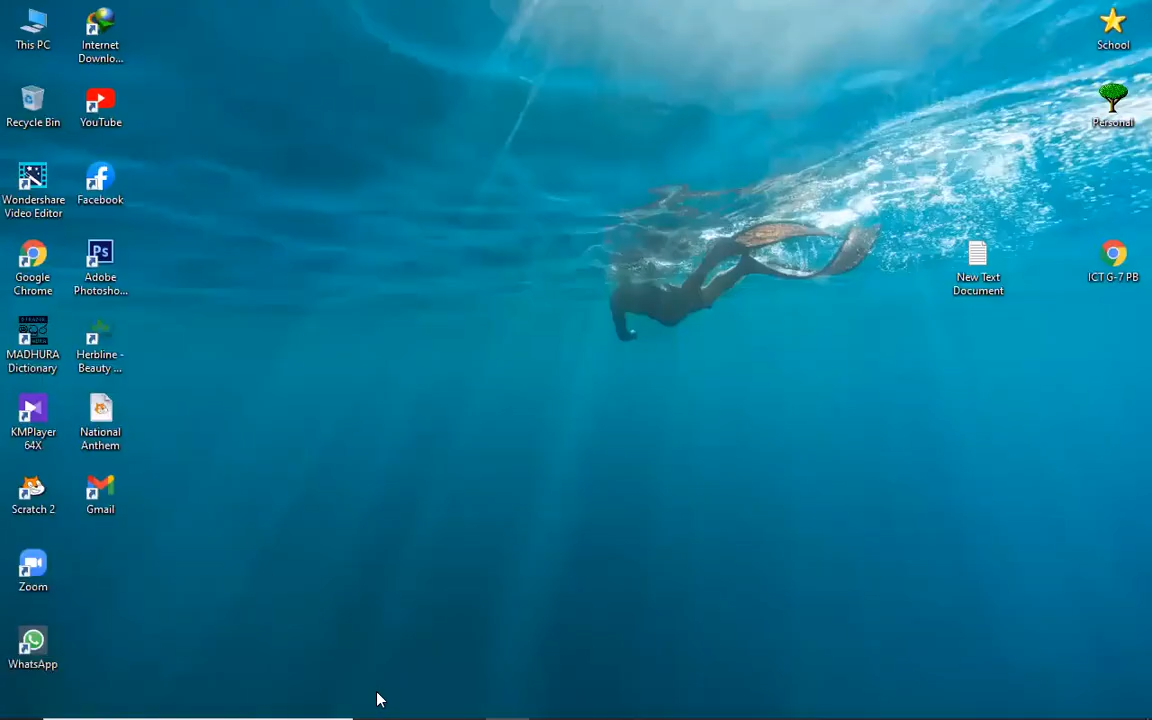 This PC
Internet
Downlo...
Recycle Bin
YouTube
Wondershare
Video Editor
Facebook
Google
Chrome
Ps
Adobe
Photosho...
MADHURA
Dictionary
Herbline -
Beauty ...
KMPlayer
64X
National
Anthem
Scratch 2
Gmail
Zoom
WhatsApp
School
Personal
New Text
Document
ICT G-7 PB